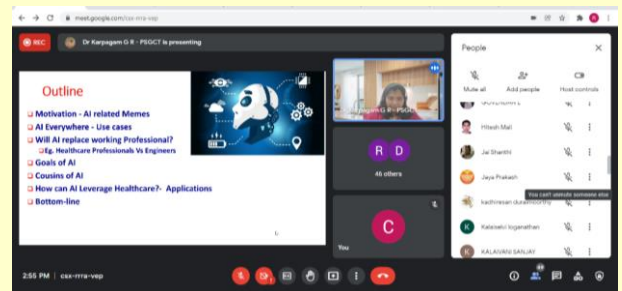 meet.google.com/csx-rrra-vep
REC
Dr Karpagam G R - PSGCT is presenting
Outline
Motivation - AI related Memes
AI Everywhere - Use cases
Will AI replace working Professional?
Eg. Healthcare Professionals Vs Engineers
Goals of AI
Cousins of AI
How can AI Leverage Healthcare?- Applications
Bottom-line
R D
46 others
C
You
People
Mute all
Add people
Host controls
Hitesh Mali
Jai Shanthi
Jaya Prakash
You can't unmute someone else
kadhiresan duraimoorthy
K
Kalaiselvi loganathan
K
KALAIVANI SANJAY
2:55 PM | csx-rrra-vep